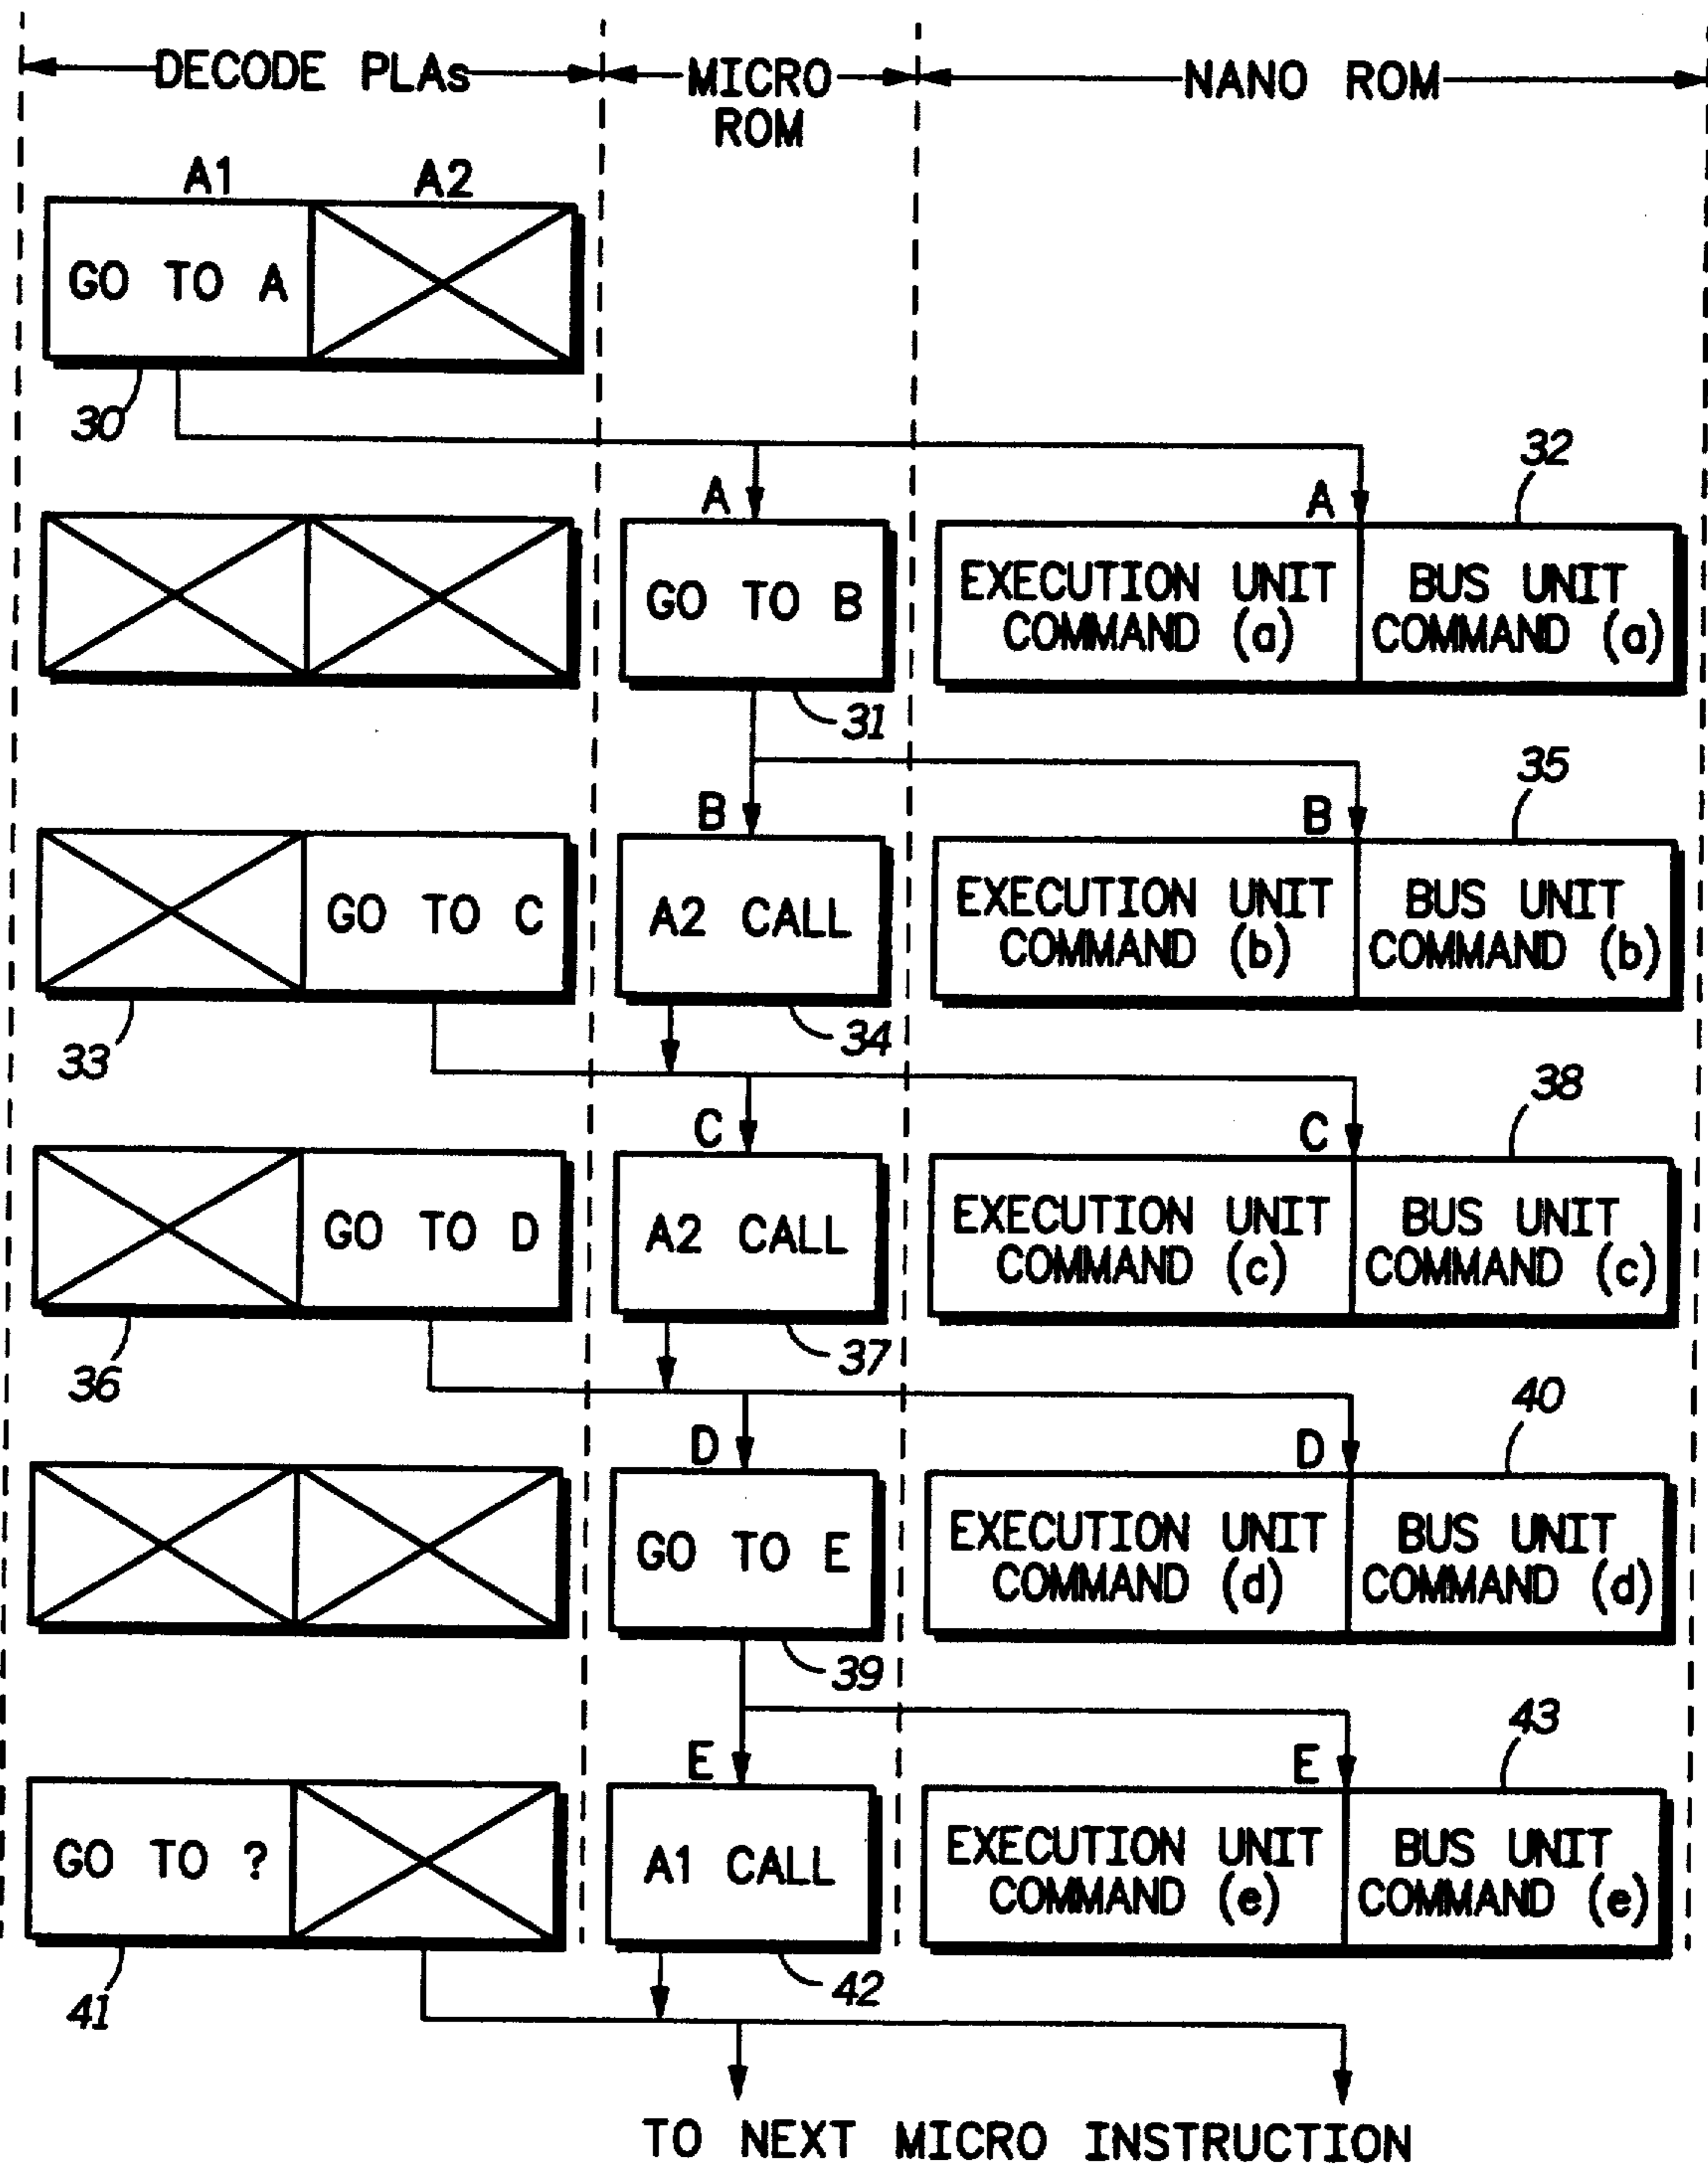 DECODE PLAs
MICRO
ROM
NANO ROM
A1
A2
GO TO A
30
32
A
A
GO TO B
EXECUTION UNIT
COMMAND (a)
BUS UNIT
COMMAND (a)
31
35
B
B
GO TO C
A2 CALL
EXECUTION UNIT
COMMAND (b)
BUS UNIT
COMMAND (b)
33
34
38
C
C
GO TO D
A2 CALL
EXECUTION UNIT
COMMAND (c)
BUS UNIT
COMMAND (c)
36
37
40
D
D
GO TO E
EXECUTION UNIT
COMMAND (d)
BUS UNIT
COMMAND (d)
39
43
E
E
GO TO ?
A1 CALL
EXECUTION UNIT
COMMAND (e)
BUS UNIT
COMMAND (e)
41
42
TO NEXT MICRO INSTRUCTION